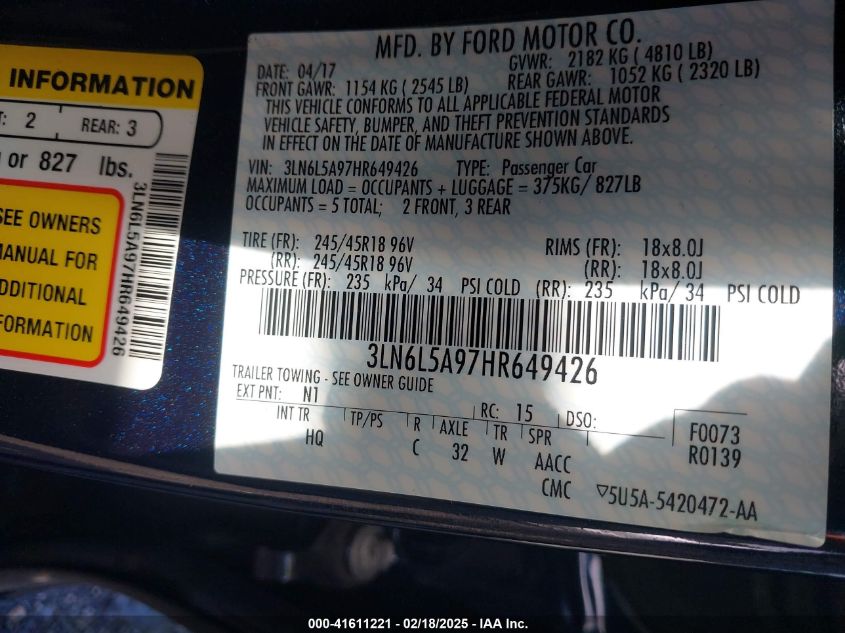 INFORMATION
2 REAR: 3
or 827 lbs.
SEE OWNERS
MANUAL FOR
ADDITIONAL
INFORMATION
3LN6L5A97HR649426
MFD. BY FORD MOTOR CO.
DATE: 04/17 GVWR: 2182 KG ( 4810 LB)
FRONT GAWR: 1154 KG ( 2545 LB) REAR GAWR: 1052 KG ( 2320 LB)
THIS VEHICLE CONFORMS TO ALL APPLICABLE FEDERAL MOTOR
VEHICLE SAFETY, BUMPER, AND THEFT PREVENTION STANDARDS
IN EFFECT ON THE DATE OF MANUFACTURE SHOWN ABOVE.
VIN: 3LN6L5A97HR649426 TYPE: Passenger Car
MAXIMUM LOAD = OCCUPANTS + LUGGAGE = 375KG/ 827LB
OCCUPANTS = 5 TOTAL; 2 FRONT, 3 REAR
TIRE (FR): 245/45R18 96V RIMS (FR): 18x8.0J
(RR): 245/45R18 96V (RR): 18x8.0J
PRESSURE (FR): 235 kPa/ 34 PSI COLD (RR): 235 kPa/ 34 PSI COLD
3LN6L5A97HR649426
TRAILER TOWING - SEE OWNER GUIDE
EXT PNT: N1 RC: 15 DSO:
INT TR TP/PS R AXLE TR SPR F0073
HQ C 32 W AACC R0139
CMC ▽5U5A-5420472-AA
000-41611221 - 02/18/2025 - IAA Inc.